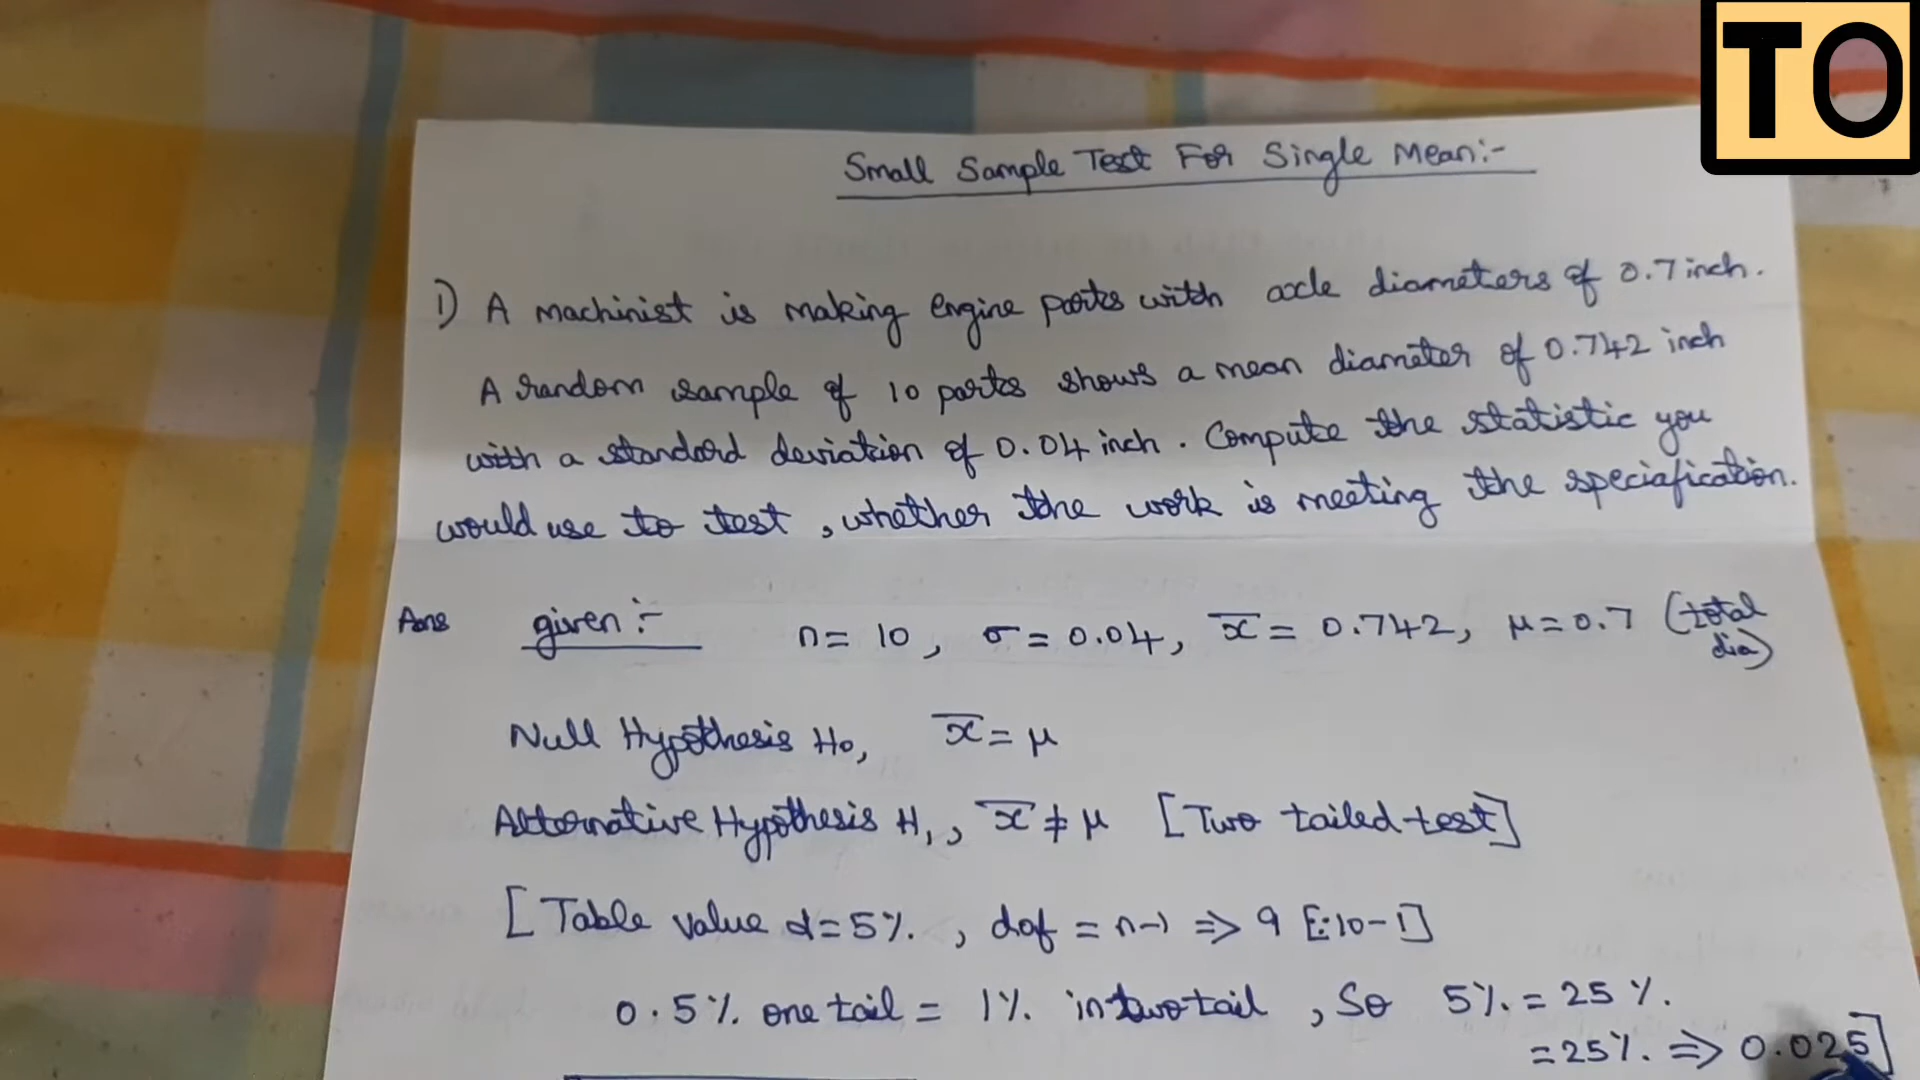 TO
Small Sample Test For Single Mean:-
1) A machinist is making engine parts with axle diameters of 0.7 inch.
A random sample of 10 parts shows a mean diameter of 0.742 inch
with a standard deviation of 0.04 inch. Compute the statistic you
would use to test, whether the work is meeting the speciafication.
Ans given:- n = 10, σ = 0.04, x̅ = 0.742, μ = 0.7 (total
dia)
Null Hypothesis H₀, x̅ = μ
Alternative Hypothesis H₁, x̅ ≠ μ [Two tailed test]
[Table value α = 5%, dof = n-1 => 9 [∵ 10-1]
0.5% one tail = 1% in two tail, So 5% = 25%.
= 25%. => 0.025]